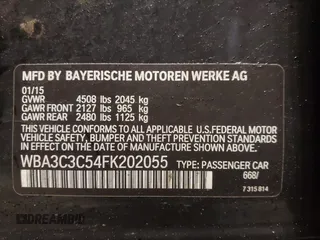 MFD BY BAYERISCHE MOTOREN WERKE AG
01/15
GVWR 4508 lbs 2045 kg
GAWR FRONT 2127 lbs 965 kg
GAWR REAR 2480 lbs 1125 kg
THIS VEHICLE CONFORMS TO ALL APPLICABLE U.S. FEDERAL MOTOR
VEHICLE SAFETY, BUMPER AND THEFT PREVENTION STANDARDS
IN EFFECT ON THE DATE OF MANUFACTURE SHOWN ABOVE.
WBA3C3C54FK202055 TYPE: PASSENGER CAR
668/
7 315 814
DREAMBID